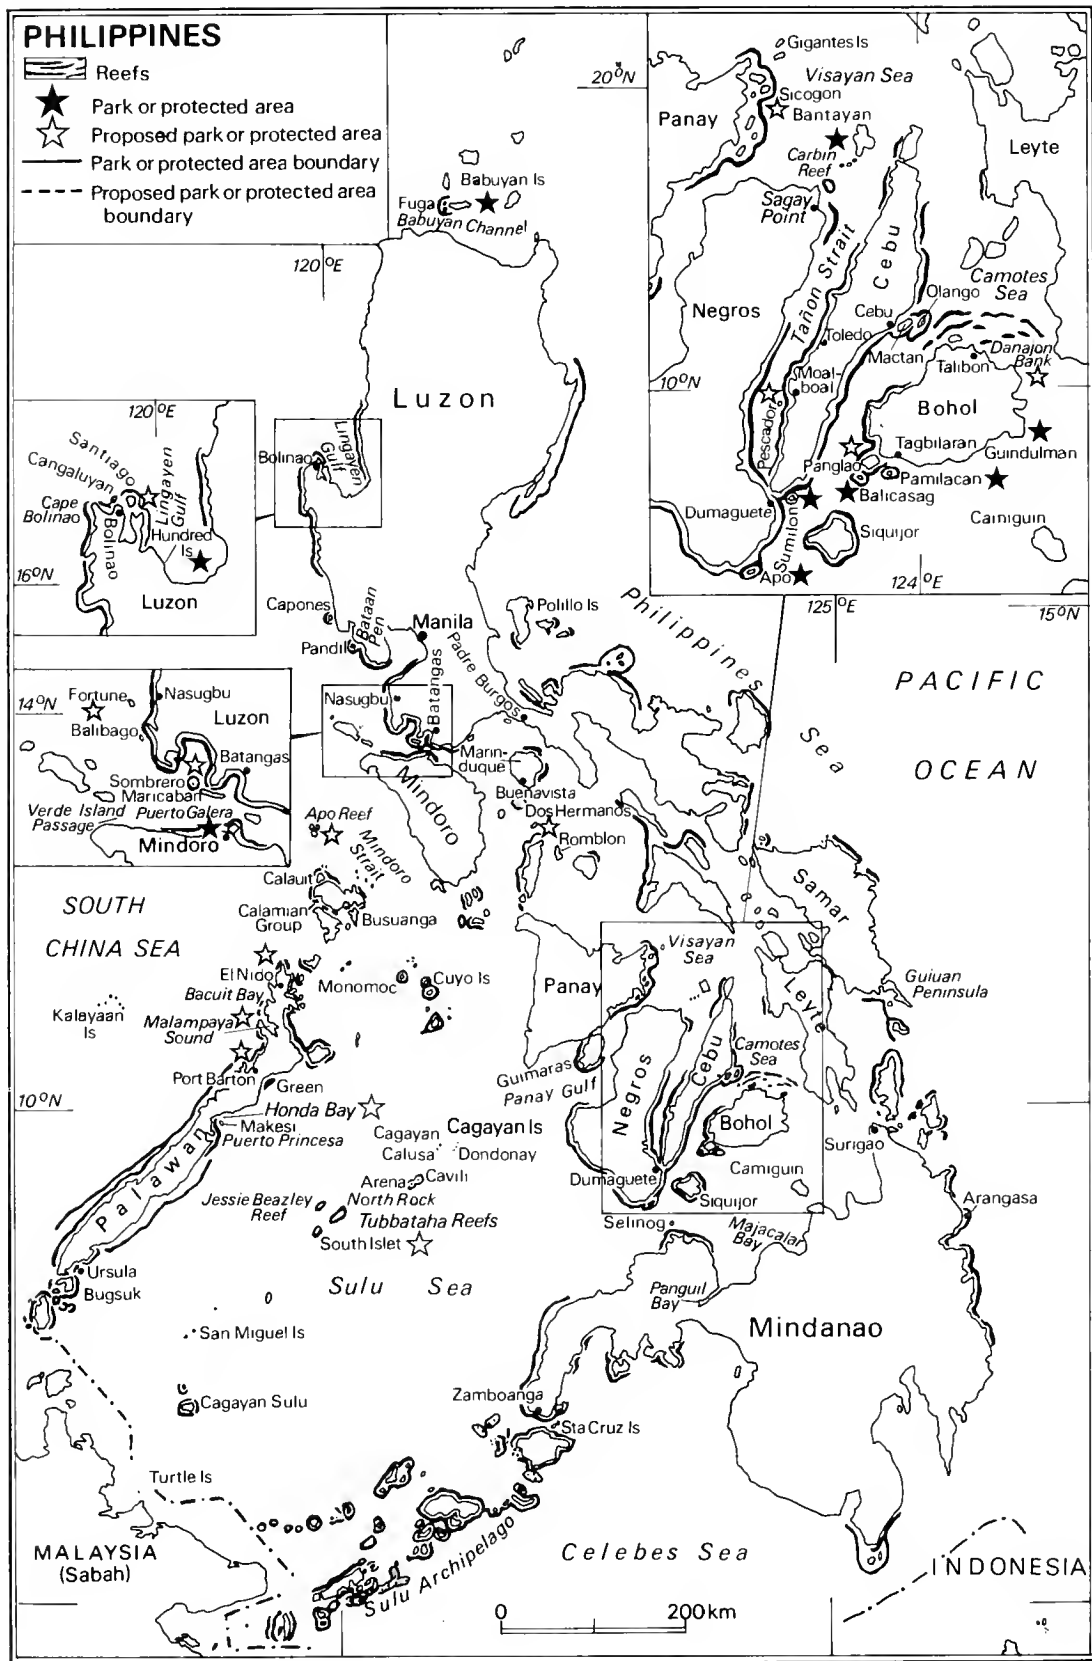 PHILIPPINES
Reefs
Park or protected area
Proposed park or protected area
Park or protected area boundary
Proposed park or protected area
boundary
20°N
120°E
Babuyan Is
Fuga
Babuyan Channel
Luzon
Lingayen
Gulf
Bolinao
Capones
Pandil
Bataan
Pen
Manila
Polillo Is
Padre Burgos
Nasugbu
Batangas
Marin-
duque
Buenavista
Mindoro
Dos Hermanos
Romblon
Apo Reef
Mindoro
Strait
Calauit
Calamian
Group
Busuanga
SOUTH
CHINA SEA
El Nido
Bacuit Bay
Malampaya
Sound
Kalayaan
Is
Monomoc
Cuyo Is
Port Barton
Green
10°N
Honda Bay
Makesi
Puerto Princesa
Palawan
Cagayan Is
Cagayan
Calusa
Dondonay
Arena
Cavili
Jessie Beazley
Reef
North Rock
Tubbataha Reefs
South Islet
Ursula
Bugsuk
Sulu Sea
San Miguel Is
Cagayan Sulu
Turtle Is
MALAYSIA
(Sabah)
Sulu Archipelago
Zamboanga
Sta Cruz Is
Celebes Sea
0
200km
INDONESIA
Mindanao
Panguil
Bay
Majacalar
Bay
Selinog
Siquijor
Dumaguete
Camiguin
Bohol
Negros
Cebu
Camotes
Sea
Guimaras
Panay Gulf
Panay
Visayan
Sea
Leyte
Samar
Guiuan
Peninsula
Surigao
Arangasa
Philippines
Sea
PACIFIC
OCEAN
125°E
15°N
120°E
Santiago
Cangaluyan
Cape
Bolinao
Bolinao
Lingayen
Gulf
Hundred
Is
16°N
Luzon
14°N
Fortune
Nasugbu
Balibago
Luzon
Batangas
Sombrero
Maricaban
Verde Island
Passage
Puerto Galera
Mindoro
Gigantes Is
Visayan Sea
Sicogon
Panay
Bantayan
Leyte
Carbin
Reef
Sagay
Point
Tañon Strait
Cebu
Camotes
Sea
Olango
Negros
Cebu
Toledo
Mactan
Danajon
Bank
Talibon
10°N
Moal-
boal
Pescador
Bohol
Tagbilaran
Guindulman
Panglao
Pamilacan
Balicasag
Dumaguete
Sumilon
Siquijor
Camiguin
Apo
124°E